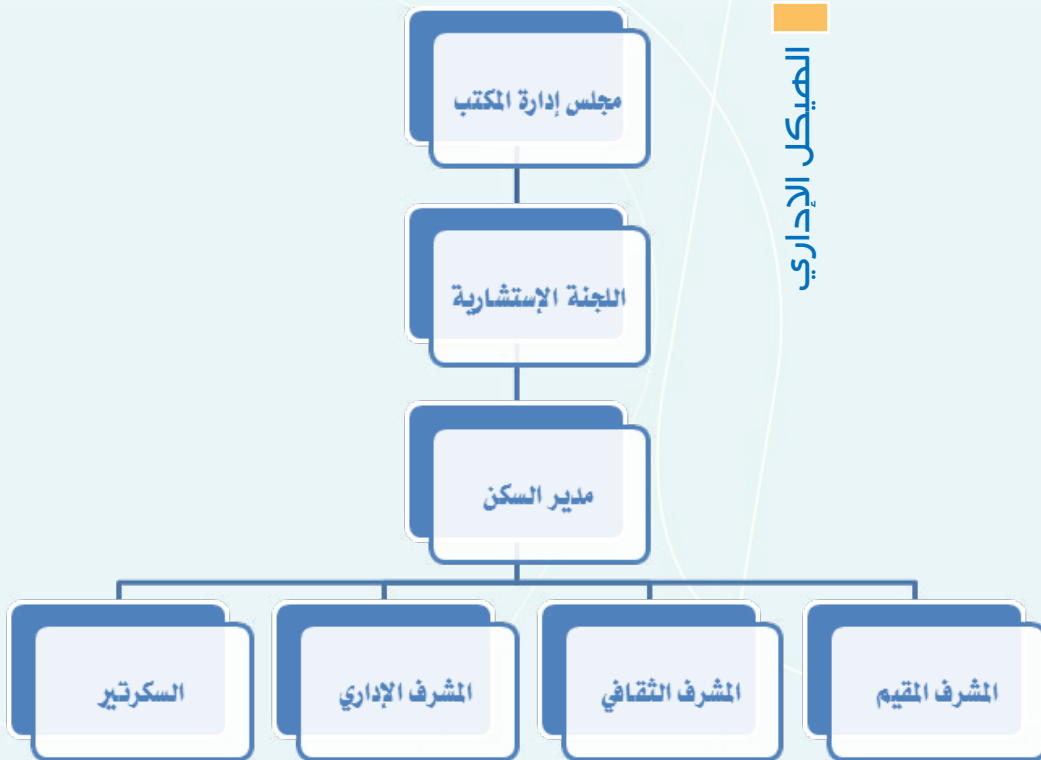 الهيكل الإداري
مجلس إدارة المكتب
اللجنة الإستشارية
مدير السكن
المشرف المقيم
المشرف الثقافي
المشرف الإداري
السكرتير